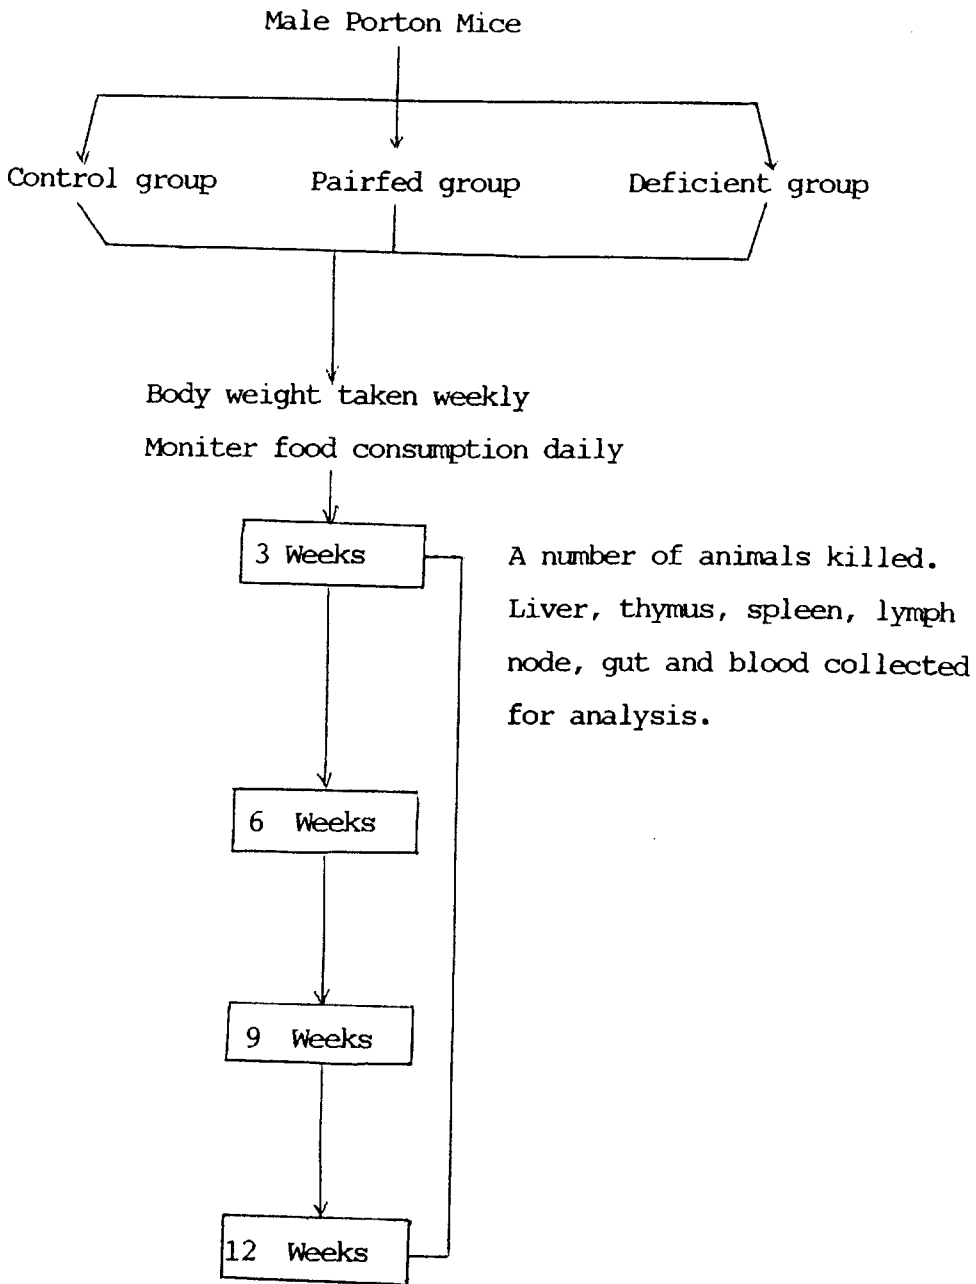 Male Porton Mice
Control group Pairfed group Deficient group
Body weight taken weekly
Moniter food consumption daily
3 Weeks
A number of animals killed.
Liver, thymus, spleen, lymph
node, gut and blood collected
for analysis.
6 Weeks
9 Weeks
12 Weeks